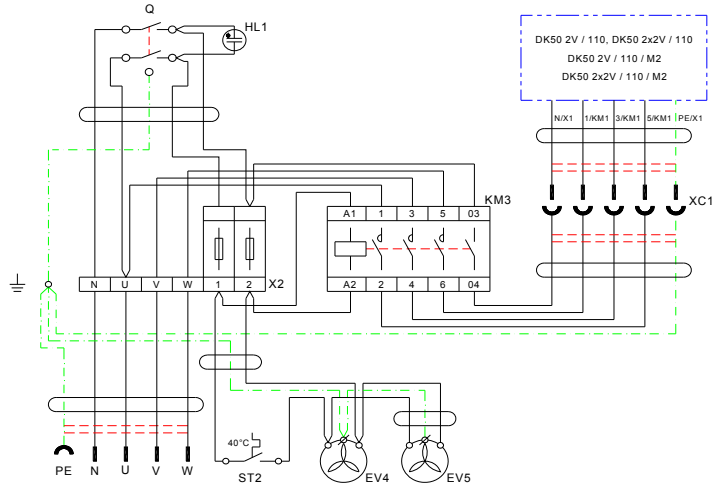 Q
HL1
DK50 2V / 110, DK50 2x2V / 110
DK50 2V / 110 / M2
DK50 2x2V / 110 / M2
N/X1 1/KM1 3/KM1 5/KM1 PE/X1
XC1
KM3
A1 1 3 5 03
A2 2 4 6 04
N U V W 1 2 X2
40°C
ST2
EV4
EV5
PE N U V W